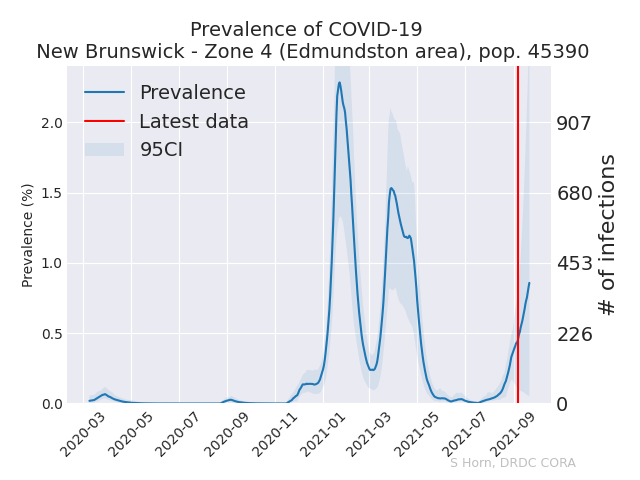 Prevalence of COVID-19
New Brunswick - Zone 4 (Edmundston area), pop. 45390
Prevalence
Latest data
95CI
Prevalence (%)
2.0
1.5
1.0
0.5
0.0
907
680
453
226
0
# of infections
2020-03
2020-05
2020-07
2020-09
2020-11
2021-01
2021-03
2021-05
2021-07
2021-09
S Horn, DRDC CORA